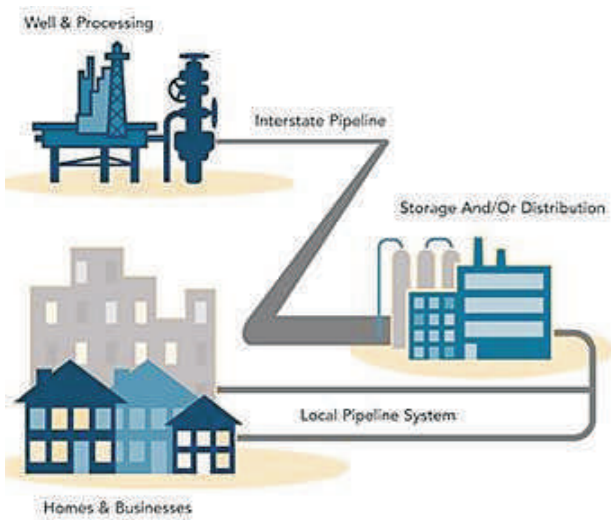 Well & Processing
Interstate Pipeline
Storage And/Or Distribution
Local Pipeline System
Homes & Businesses